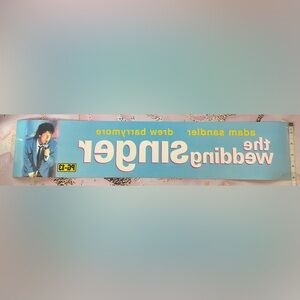 adam sandler drew barrymore
the
wedding singer
PG-13